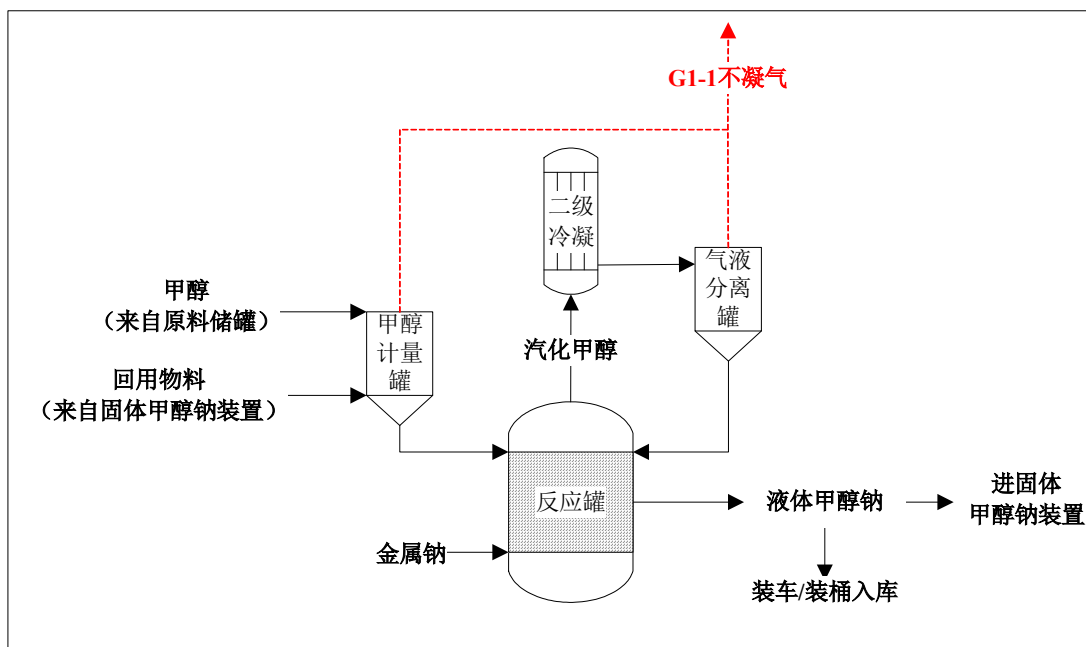 G1-1不凝气
二级
冷凝
气液
分离
罐
甲醇
（来自原料储罐）
甲醇
计量
罐
汽化甲醇
回用物料
（来自固体甲醇钠装置）
反应罐
液体甲醇钠
进固体
甲醇钠装置
金属钠
装车/装桶入库